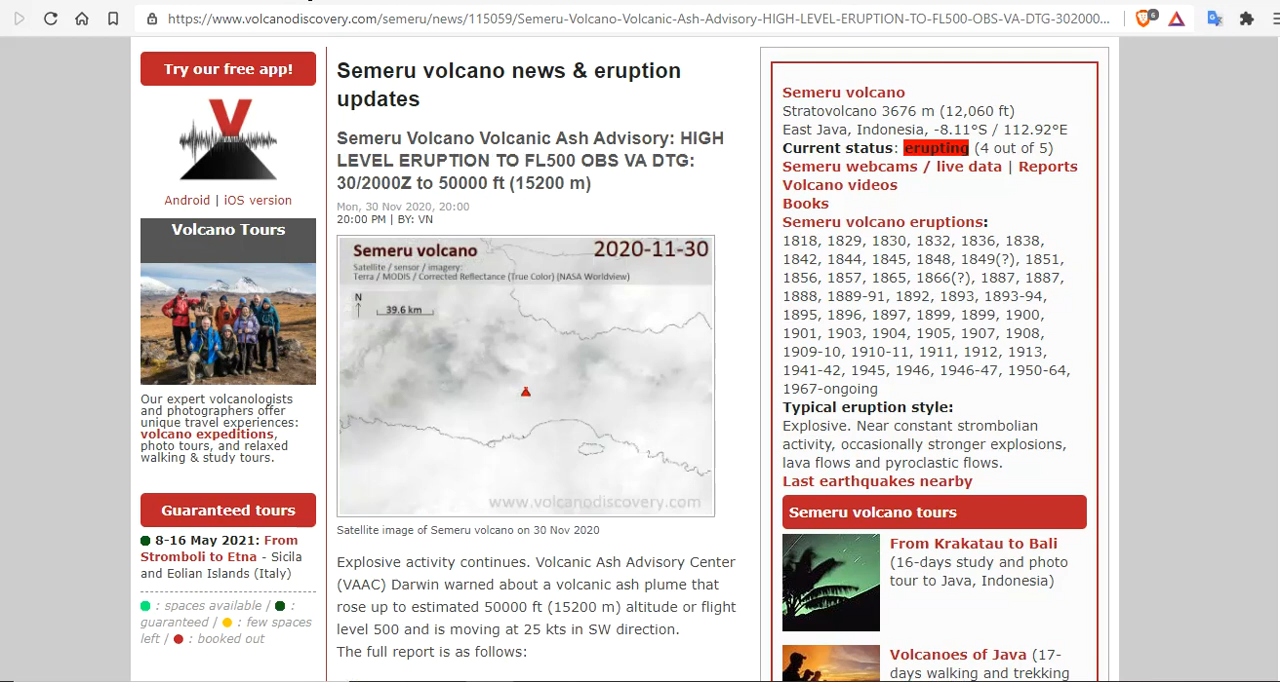 https://www.volcanodiscovery.com/semeru/news/115059/Semeru-Volcano-Volcanic-Ash-Advisory-HIGH-LEVEL-ERUPTION-TO-FL500-OBS-VA-DTG-302000...
6
Try our free app!
Android | iOS version
Volcano Tours
Our expert volcanologists
and photographers offer
unique travel experiences:
volcano expeditions,
photo tours, and relaxed
walking & study tours.
Guaranteed tours
8-16 May 2021: From
Stromboli to Etna - Sicila
and Eolian Islands (Italy)
: spaces available / :
guaranteed / : few spaces
left / : booked out
Semeru volcano news & eruption
updates
Semeru Volcano Volcanic Ash Advisory: HIGH
LEVEL ERUPTION TO FL500 OBS VA DTG:
30/2000Z to 50000 ft (15200 m)
Mon, 30 Nov 2020, 20:00
20:00 PM | BY: VN
Semeru volcano 2020-11-30
Satellite / sensor / imagery:
Terra / MODIS / Corrected Reflectance (True Color) (NASA Worldview)
N
39.6 km
www.volcanodiscovery.com
Satellite image of Semeru volcano on 30 Nov 2020
Explosive activity continues. Volcanic Ash Advisory Center
(VAAC) Darwin warned about a volcanic ash plume that
rose up to estimated 50000 ft (15200 m) altitude or flight
level 500 and is moving at 25 kts in SW direction.
The full report is as follows:
Semeru volcano
Stratovolcano 3676 m (12,060 ft)
East Java, Indonesia, -8.11°S / 112.92°E
Current status: erupting (4 out of 5)
Semeru webcams / live data | Reports
Volcano videos
Books
Semeru volcano eruptions:
1818, 1829, 1830, 1832, 1836, 1838,
1842, 1844, 1845, 1848, 1849(?), 1851,
1856, 1857, 1865, 1866(?), 1887, 1887,
1888, 1889-91, 1892, 1893, 1893-94,
1895, 1896, 1897, 1899, 1899, 1900,
1901, 1903, 1904, 1905, 1907, 1908,
1909-10, 1910-11, 1911, 1912, 1913,
1941-42, 1945, 1946, 1946-47, 1950-64,
1967-ongoing
Typical eruption style:
Explosive. Near constant strombolian
activity, occasionally stronger explosions,
lava flows and pyroclastic flows.
Last earthquakes nearby
Semeru volcano tours
From Krakatau to Bali
(16-days study and photo
tour to Java, Indonesia)
Volcanoes of Java (17-
days walking and trekking